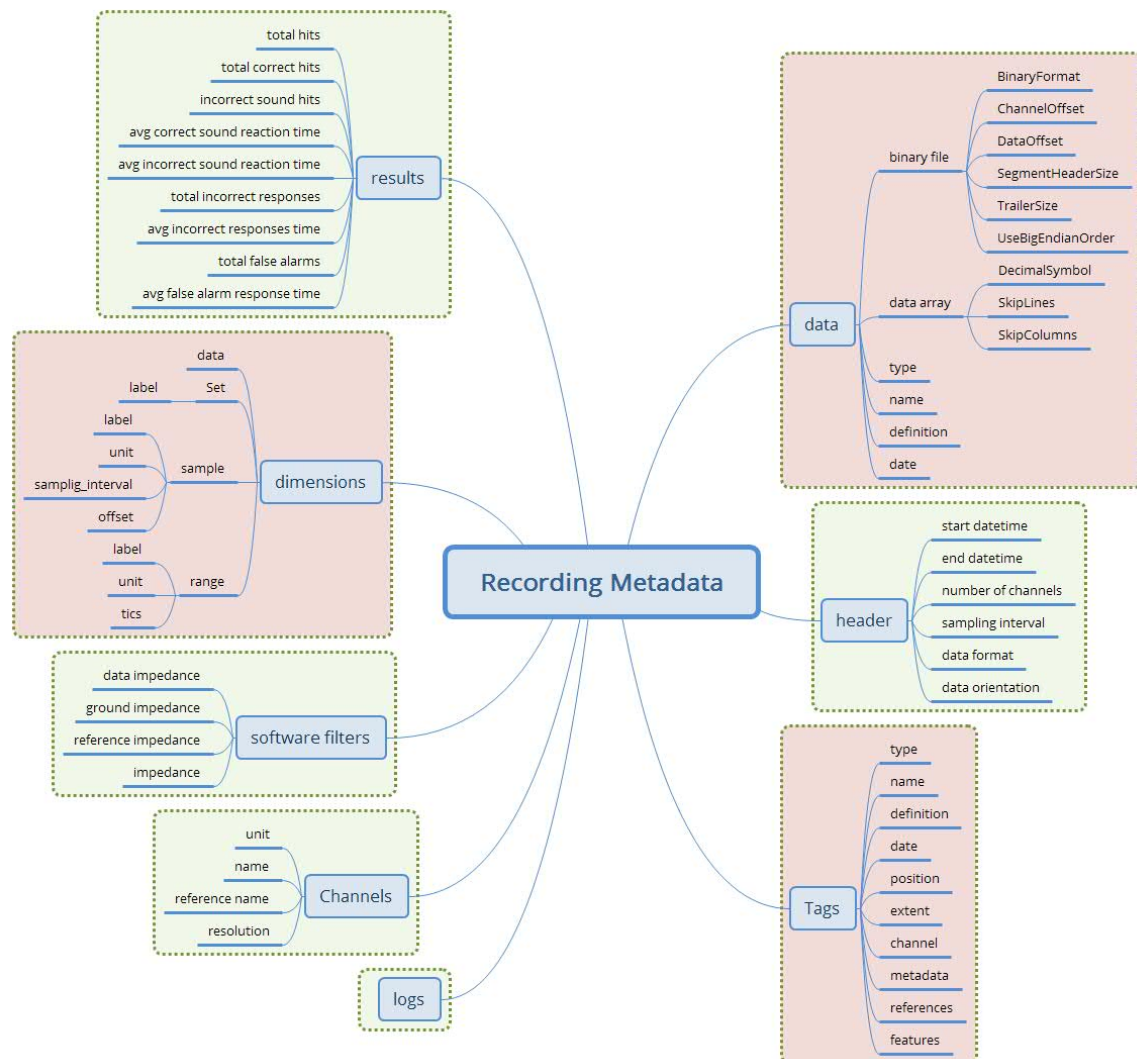 total hits
total correct hits
incorrect sound hits
avg correct sound reaction time
avg incorrect sound reaction time
total incorrect responses
avg incorrect responses time
total false alarms
avg false alarm response time
results
data
label
Set
label
unit
samplig_interval
offset
sample
label
unit
tics
range
dimensions
data impedance
ground impedance
reference impedance
impedance
software filters
unit
name
reference name
resolution
Channels
logs
Recording Metadata
data
binary file
BinaryFormat
ChannelOffset
DataOffset
SegmentHeaderSize
TrailerSize
UseBigEndianOrder
data array
DecimalSymbol
SkipLines
SkipColumns
type
name
definition
date
header
start datetime
end datetime
number of channels
sampling interval
data format
data orientation
Tags
type
name
definition
date
position
extent
channel
metadata
references
features